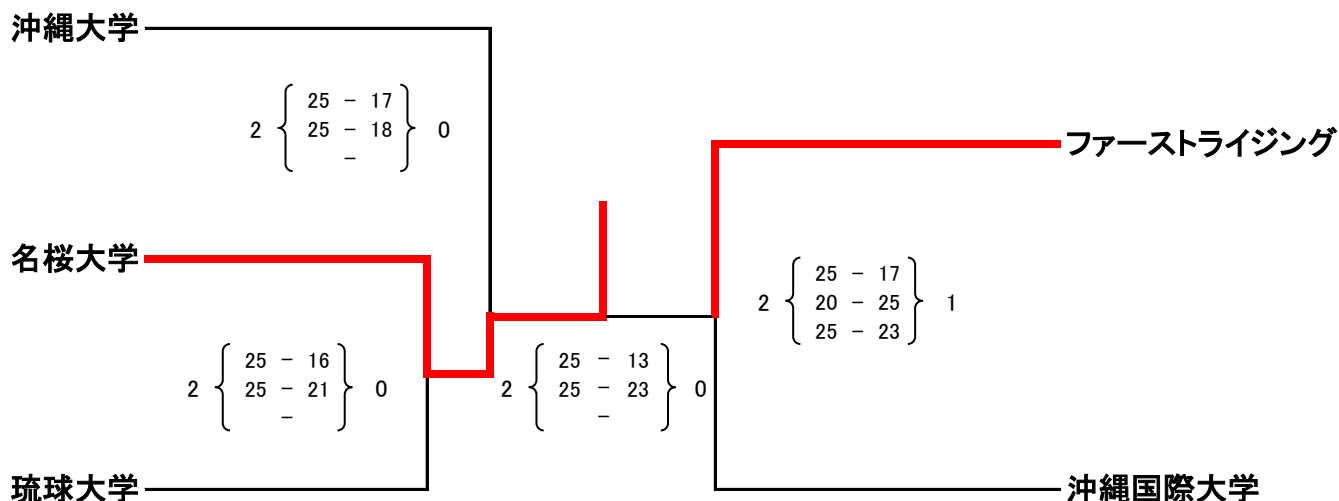 沖縄大学
2 { 25 － 17 } 0
25 － 18
－
ファーストライジング
名桜大学
2 { 25 － 17 } 1
20 － 25
25 － 23
2 { 25 － 16 } 0
25 － 21
－
2 { 25 － 13 } 0
25 － 23
－
琉球大学
沖縄国際大学